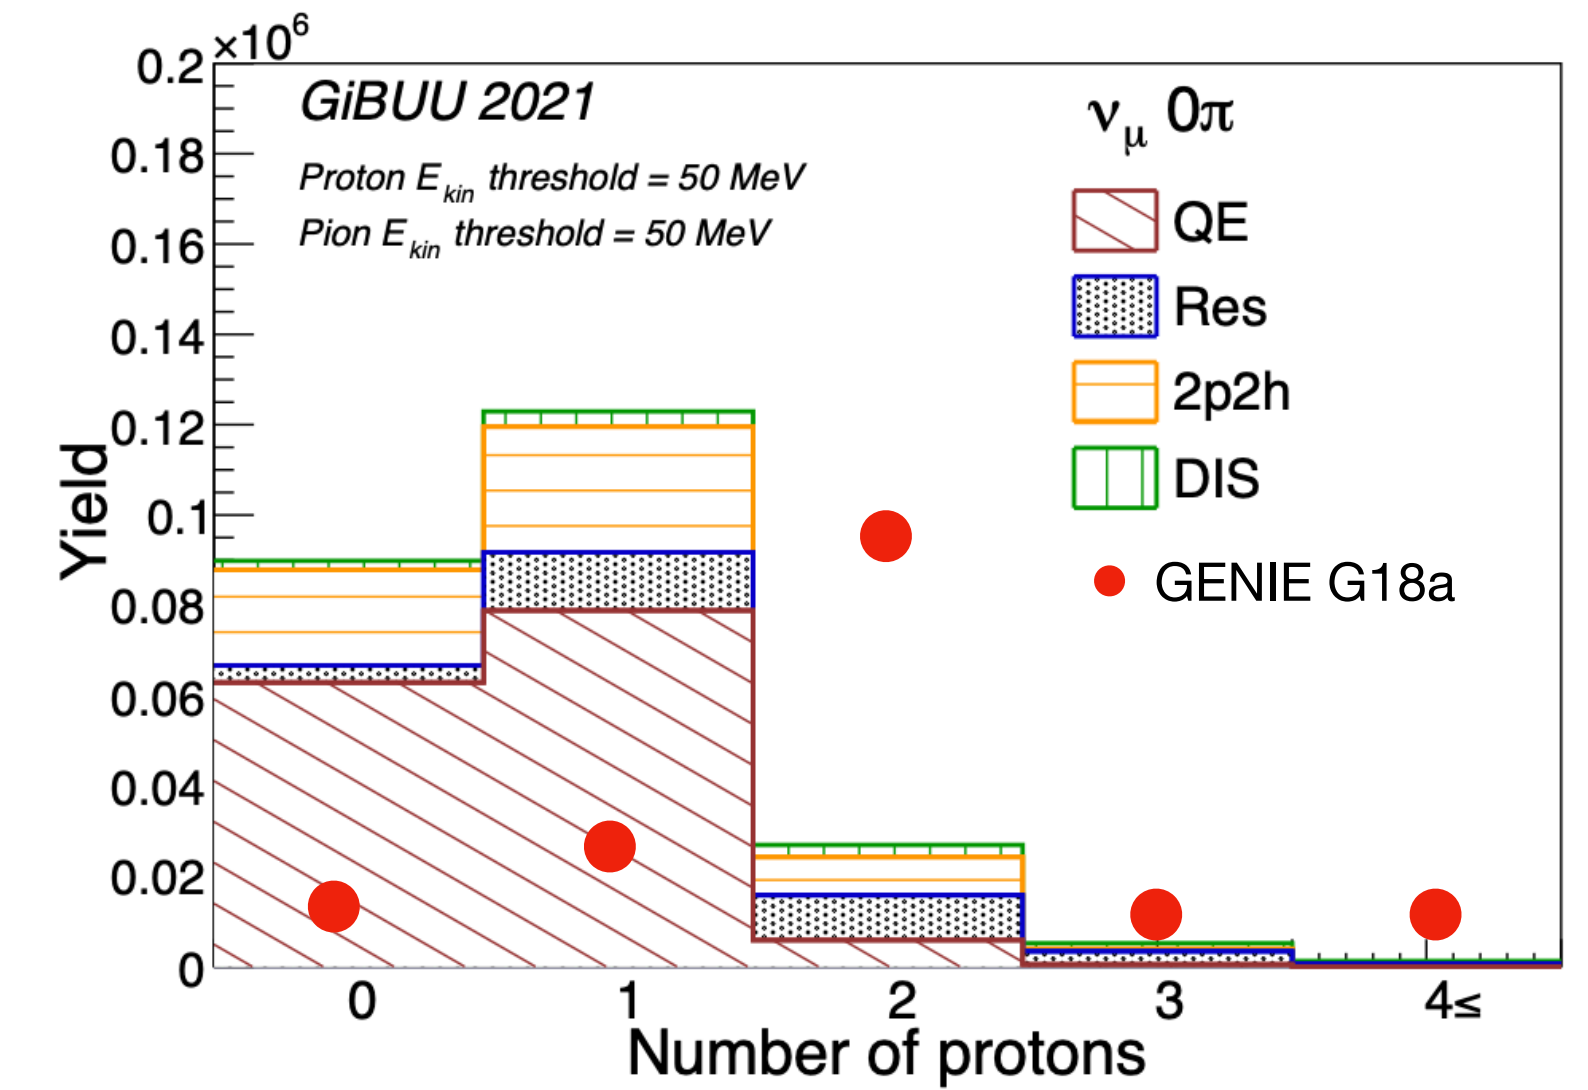 ×10⁶
0.2
0.18
0.16
0.14
0.12
0.1
0.08
0.06
0.04
0.02
0
Yield
GiBUU 2021
Proton E_kin threshold = 50 MeV
Pion E_kin threshold = 50 MeV
ν_μ 0π
QE
Res
2p2h
DIS
GENIE G18a
0 1 2 3 4≤
Number of protons